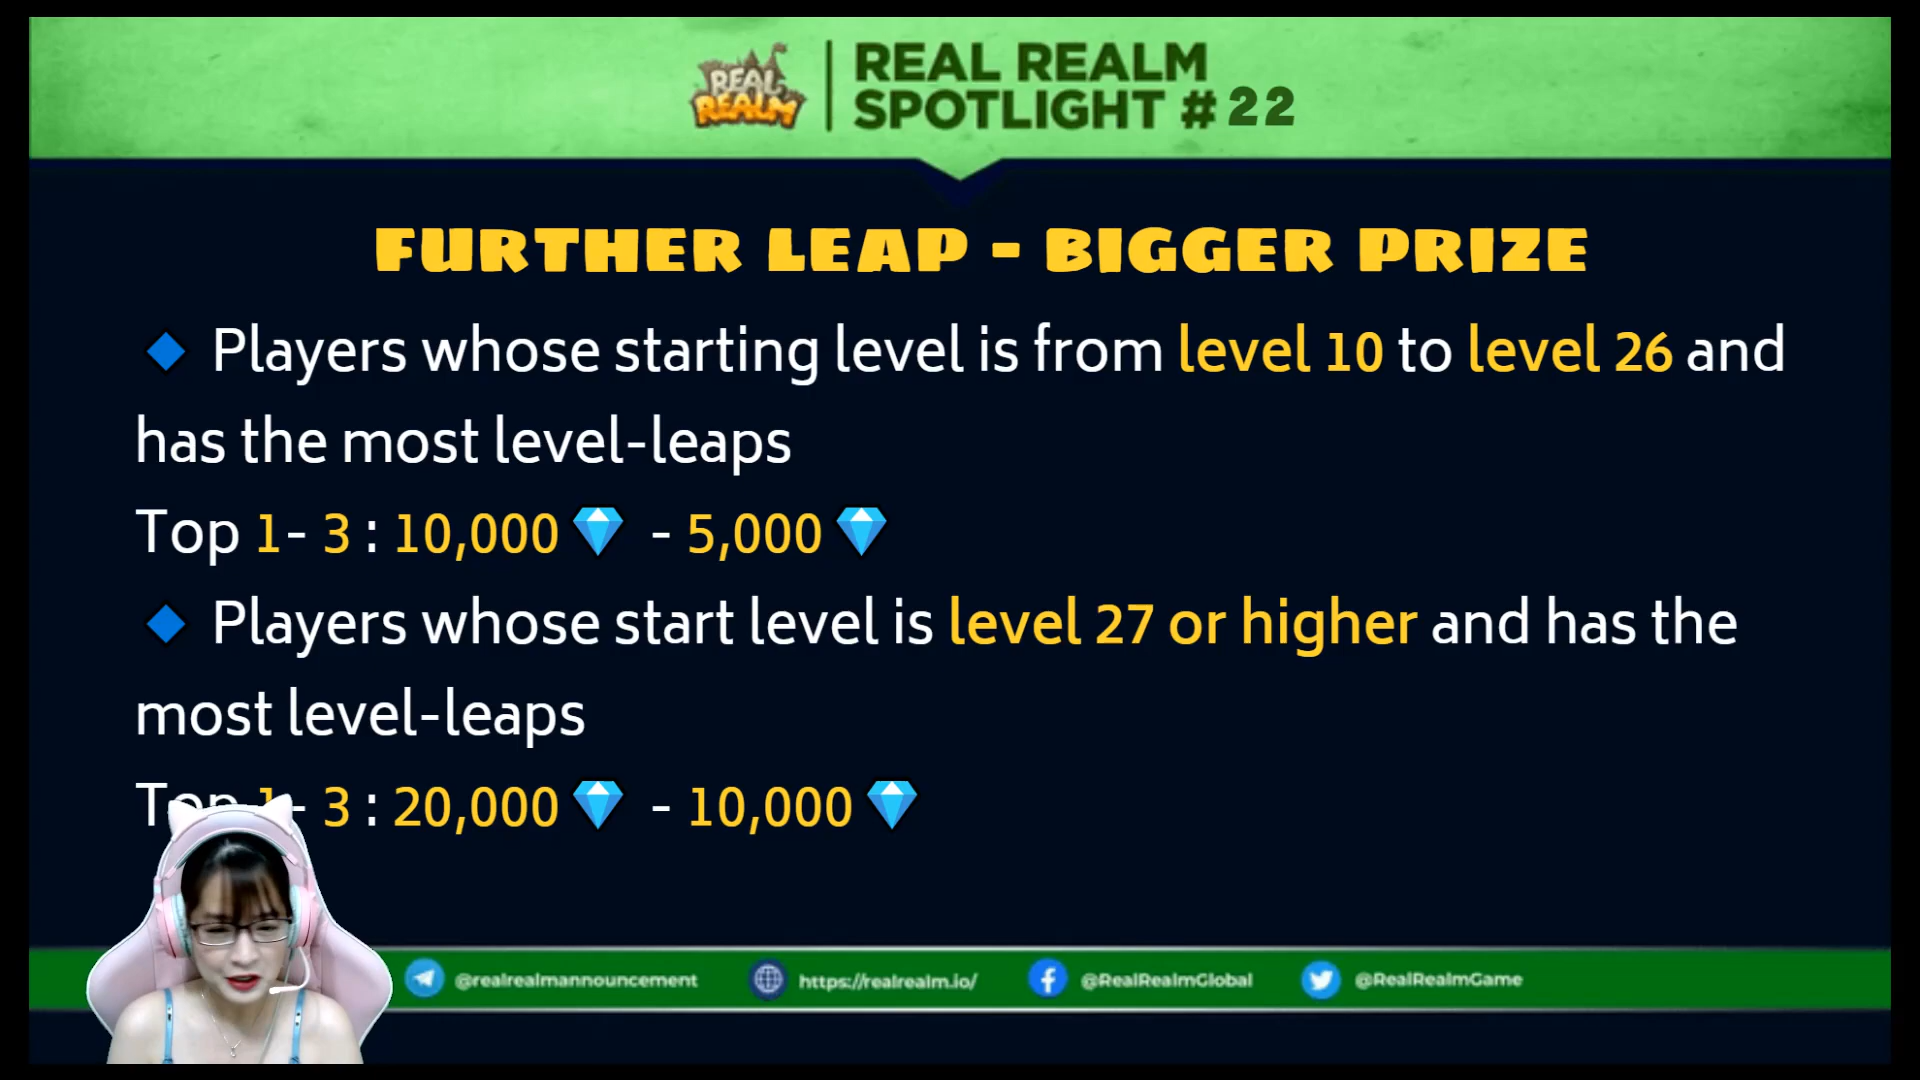 REAL
REALM
REAL REALM
SPOTLIGHT #22
FURTHER LEAP - BIGGER PRIZE
Players whose starting level is from level 10 to level 26 and
has the most level-leaps
Top 1- 3 : 10,000 - 5,000
Players whose start level is level 27 or higher and has the
most level-leaps
Top 1- 3 : 20,000 - 10,000
@realrealmannouncement https://realrealm.io/ @RealRealmGlobal @RealRealmGame